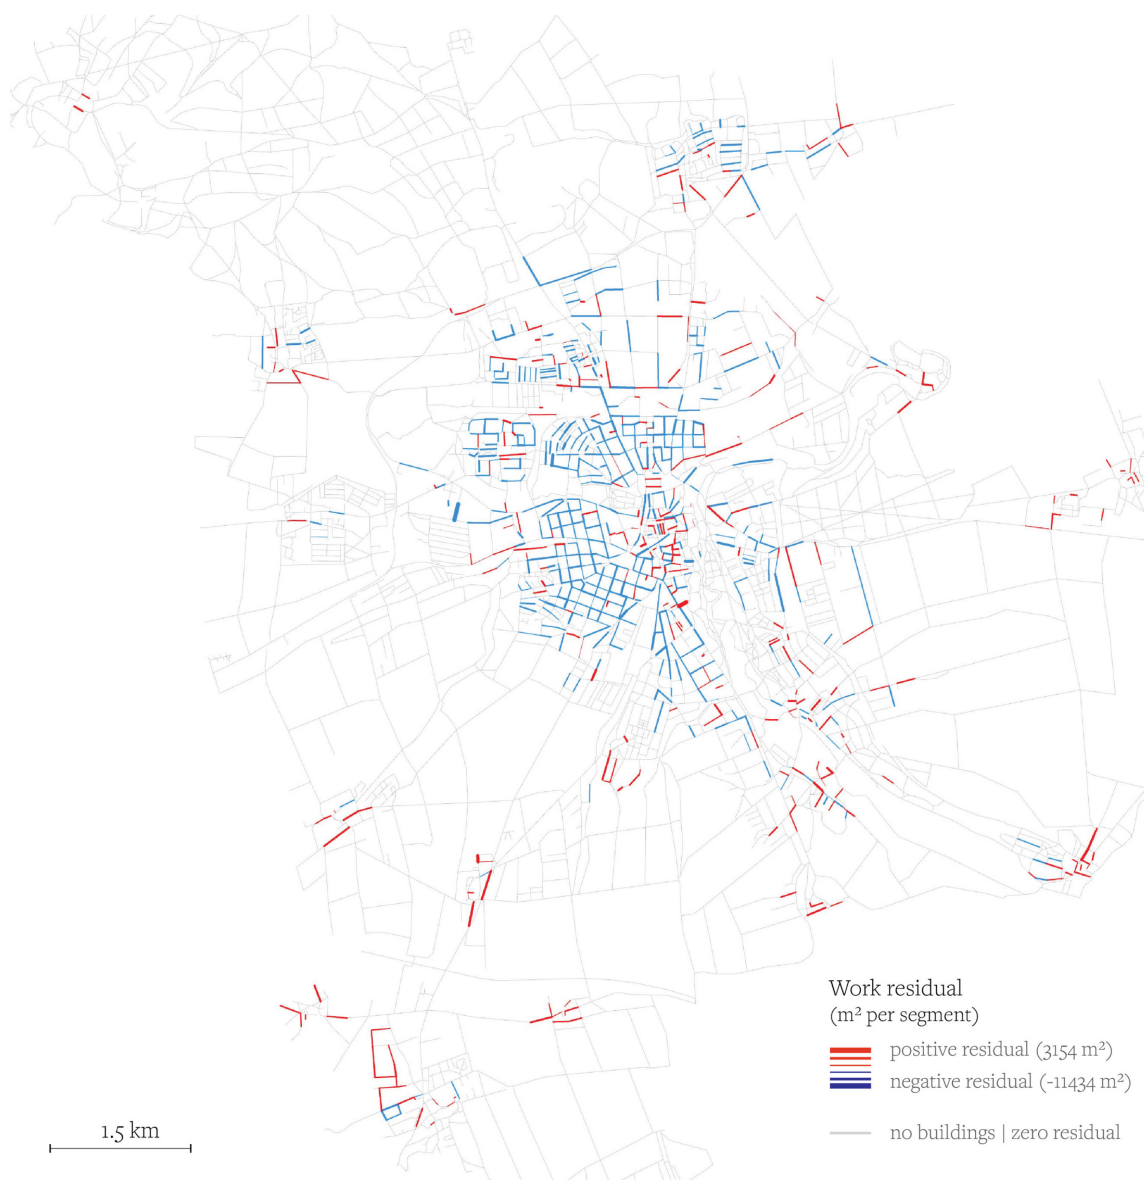 Work residual
(m² per segment)
positive residual (3154 m²)
negative residual (-11434 m²)
no buildings | zero residual
1.5 km